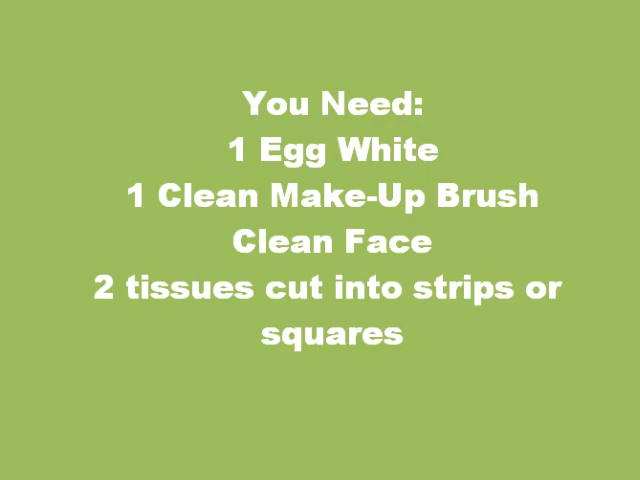 You Need:
1 Egg White
1 Clean Make-Up Brush
Clean Face
2 tissues cut into strips or
squares